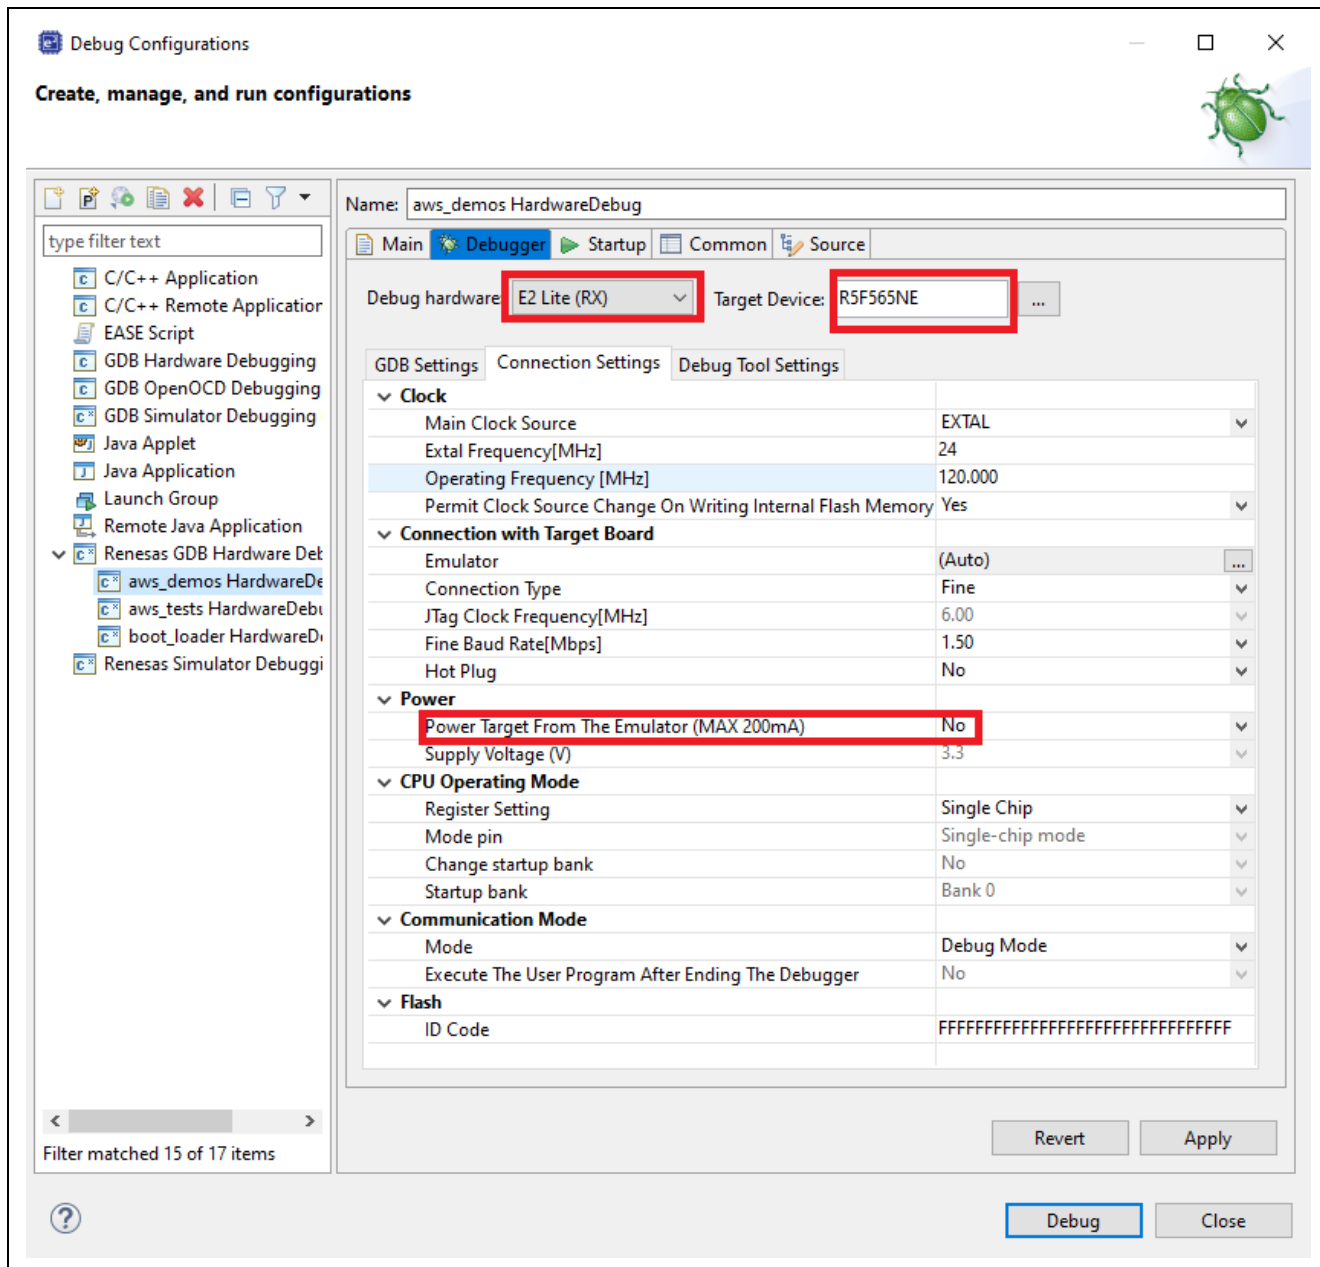 Debug Configurations
Create, manage, and run configurations
type filter text
C/C++ Application
C/C++ Remote Application
EASE Script
GDB Hardware Debugging
GDB OpenOCD Debugging
GDB Simulator Debugging
Java Applet
Java Application
Launch Group
Remote Java Application
Renesas GDB Hardware Deb
aws_demos HardwareDe
aws_tests HardwareDebu
boot_loader HardwareD
Renesas Simulator Debuggi
Filter matched 15 of 17 items
Name: aws_demos HardwareDebug
Main Debugger Startup Common Source
Debug hardware: E2 Lite (RX) Target Device: R5F565NE ...
GDB Settings Connection Settings Debug Tool Settings
Clock
Main Clock Source EXTAL
Extal Frequency[MHz] 24
Operating Frequency [MHz] 120.000
Permit Clock Source Change On Writing Internal Flash Memory Yes
Connection with Target Board
Emulator (Auto) ...
Connection Type Fine
JTag Clock Frequency[MHz] 6.00
Fine Baud Rate[Mbps] 1.50
Hot Plug No
Power
Power Target From The Emulator (MAX 200mA) No
Supply Voltage (V) 3.3
CPU Operating Mode
Register Setting Single Chip
Mode pin Single-chip mode
Change startup bank No
Startup bank Bank 0
Communication Mode
Mode Debug Mode
Execute The User Program After Ending The Debugger No
Flash
ID Code FFFFFFFFFFFFFFFFFFFFFFFFFFFFFFFF
Revert Apply
Debug Close